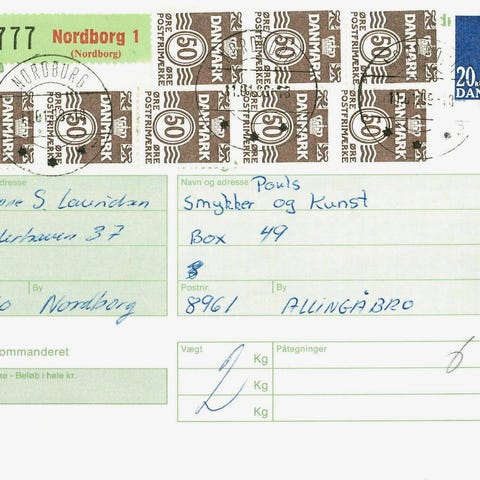 777 Nordborg 1
(Nordborg)
50 ØRE DANMARK POSTFRIMÆRKE
50 ØRE DANMARK POSTFRIMÆRKE
50 ØRE DANMARK POSTFRIMÆRKE
20
DAN
NORDBORG
DANMARK
50 ØRE DANMARK POSTFRIMÆRKE
50 ØRE DANMARK POSTFRIMÆRKE
50 ØRE DANMARK POSTFRIMÆRKE
50 ØRE DANMARK POSTFRIMÆRKE
dresse
S. Lauridsen
37
By
Nordborg
Navn og adresse Pouls
Smykker og Kunst
Box 49
Postnr. By
8961 ALLINGÅBRO
ommanderet
ke - Beløb i hele kr.
Vægt Påtegninger
2 Kg
Kg
Kg